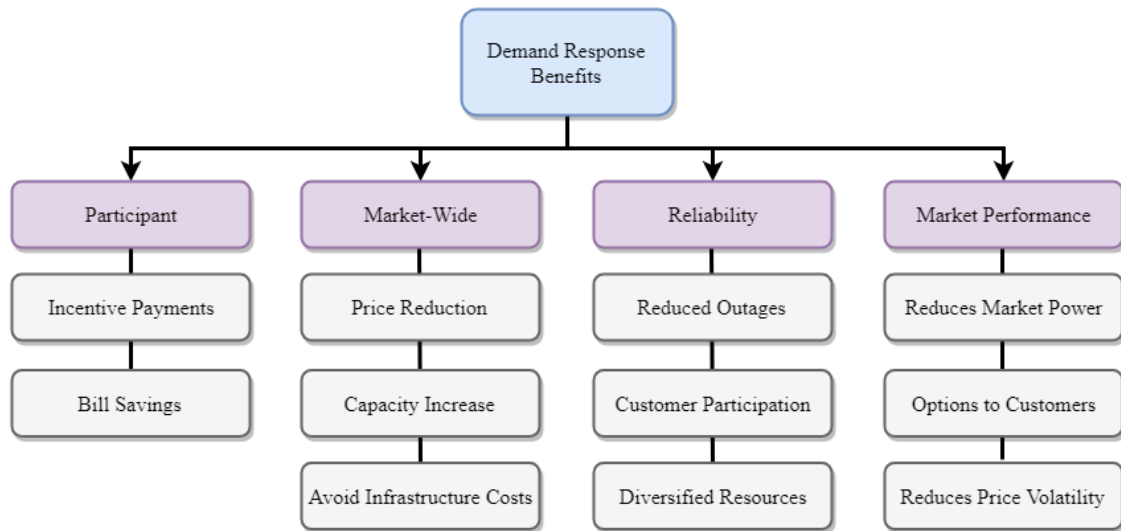 Demand Response
Benefits
Participant
Market-Wide
Reliability
Market Performance
Incentive Payments
Price Reduction
Reduced Outages
Reduces Market Power
Bill Savings
Capacity Increase
Customer Participation
Options to Customers
Avoid Infrastructure Costs
Diversified Resources
Reduces Price Volatility